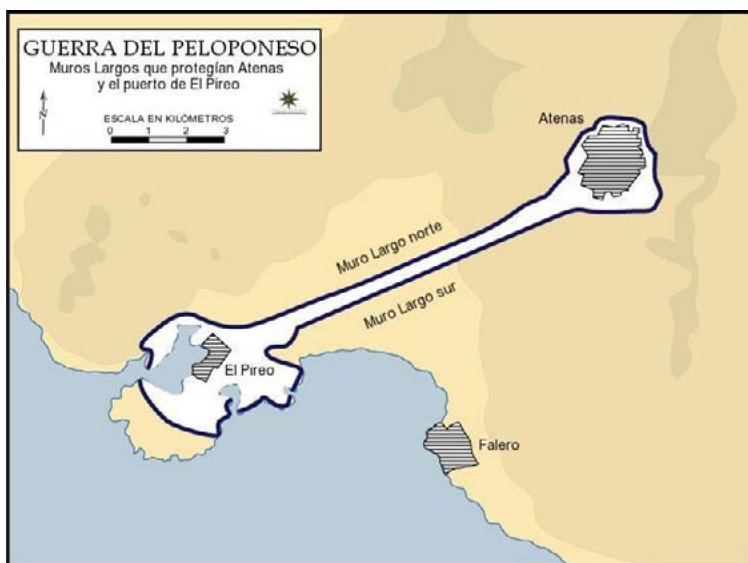 GUERRA DEL PELOPONESO
Muros Largos que protegían Atenas
y el puerto de El Pireo
N
ESCALA EN KILÓMETROS
0 1 2 3
Atenas
Muro Largo norte
Muro Largo sur
El Pireo
Falero